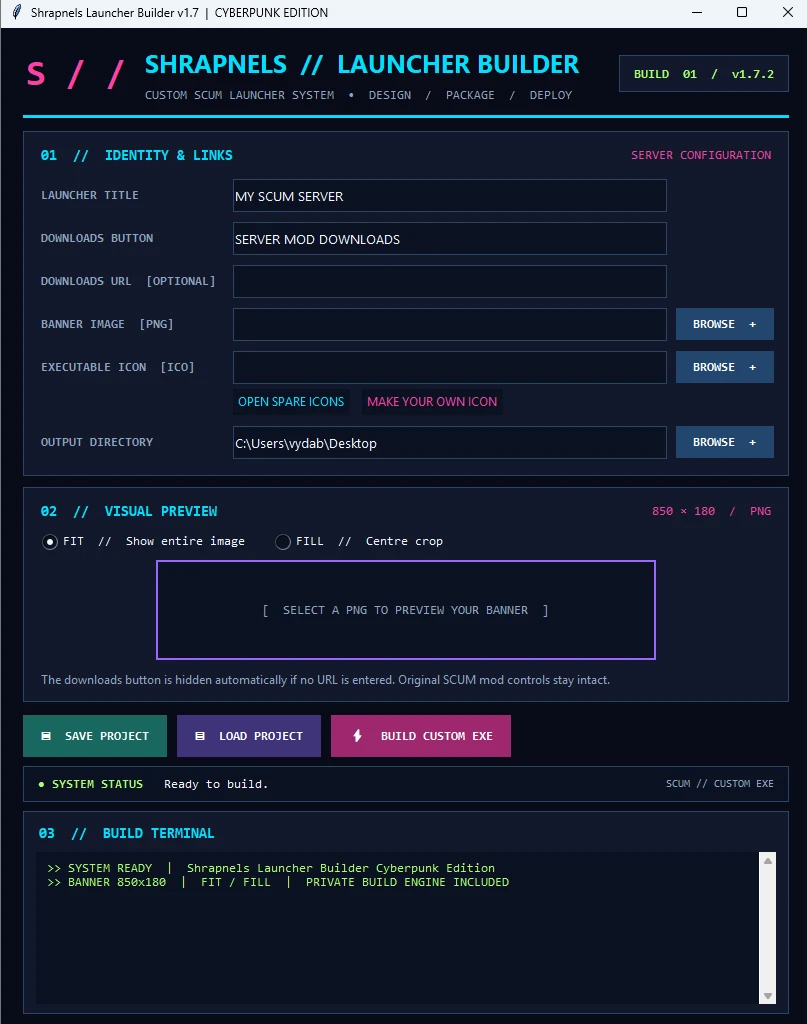 Shrapnels Launcher Builder v1.7 | CYBERPUNK EDITION
S / /
SHRAPNELS // LAUNCHER BUILDER
CUSTOM SCUM LAUNCHER SYSTEM • DESIGN / PACKAGE / DEPLOY
BUILD 01 / v1.7.2
01 // IDENTITY & LINKS
SERVER CONFIGURATION
LAUNCHER TITLE
MY SCUM SERVER
DOWNLOADS BUTTON
SERVER MOD DOWNLOADS
DOWNLOADS URL [OPTIONAL]
BANNER IMAGE [PNG]
BROWSE +
EXECUTABLE ICON [ICO]
BROWSE +
OPEN SPARE ICONS
MAKE YOUR OWN ICON
OUTPUT DIRECTORY
C:\Users\vydab\Desktop
BROWSE +
02 // VISUAL PREVIEW
850 × 180 / PNG
FIT // Show entire image
FILL // Centre crop
[ SELECT A PNG TO PREVIEW YOUR BANNER ]
The downloads button is hidden automatically if no URL is entered. Original SCUM mod controls stay intact.
SAVE PROJECT
LOAD PROJECT
BUILD CUSTOM EXE
● SYSTEM STATUS
Ready to build.
SCUM // CUSTOM EXE
03 // BUILD TERMINAL
>> SYSTEM READY | Shrapnels Launcher Builder Cyberpunk Edition
>> BANNER 850x180 | FIT / FILL | PRIVATE BUILD ENGINE INCLUDED